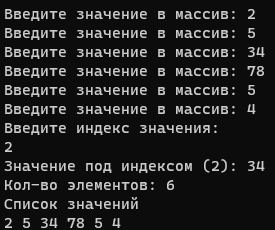 Введите значение в массив: 2
Введите значение в массив: 5
Введите значение в массив: 34
Введите значение в массив: 78
Введите значение в массив: 5
Введите значение в массив: 4
Введите индекс значения:
2
Значение под индексом (2): 34
Кол-во элементов: 6
Список значений
2 5 34 78 5 4